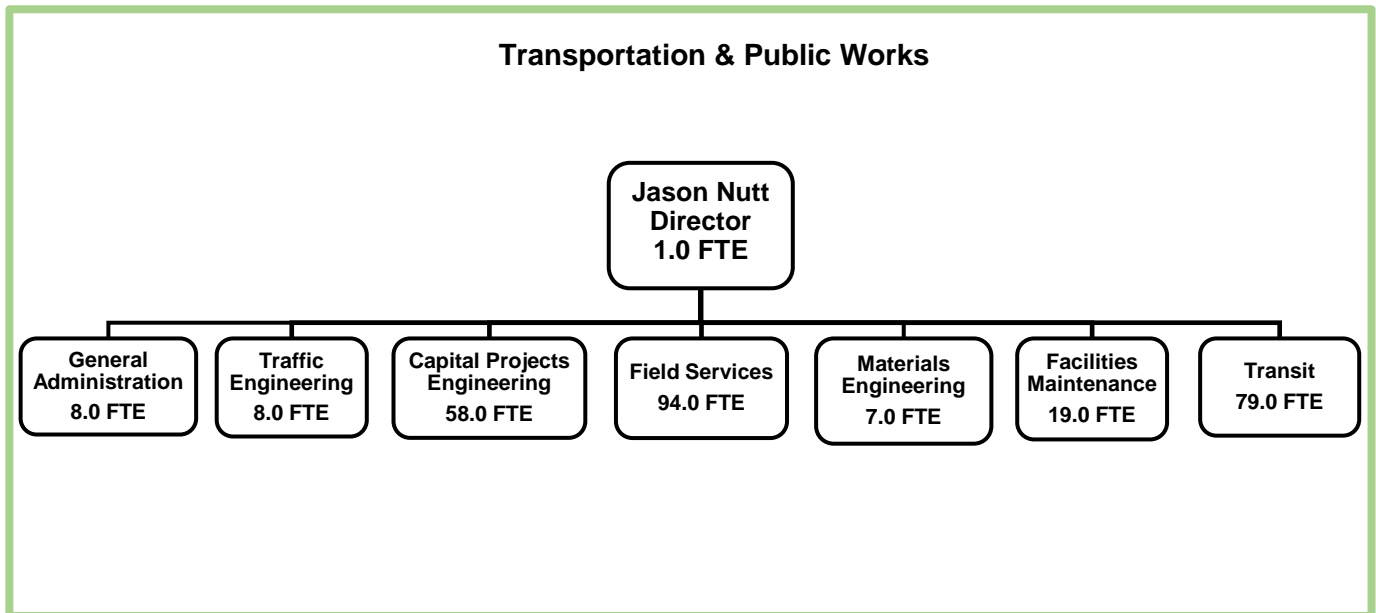 Transportation & Public Works
Jason Nutt
Director
1.0 FTE
General
Administration
8.0 FTE
Traffic
Engineering
8.0 FTE
Capital Projects
Engineering
58.0 FTE
Field Services
94.0 FTE
Materials
Engineering
7.0 FTE
Facilities
Maintenance
19.0 FTE
Transit
79.0 FTE